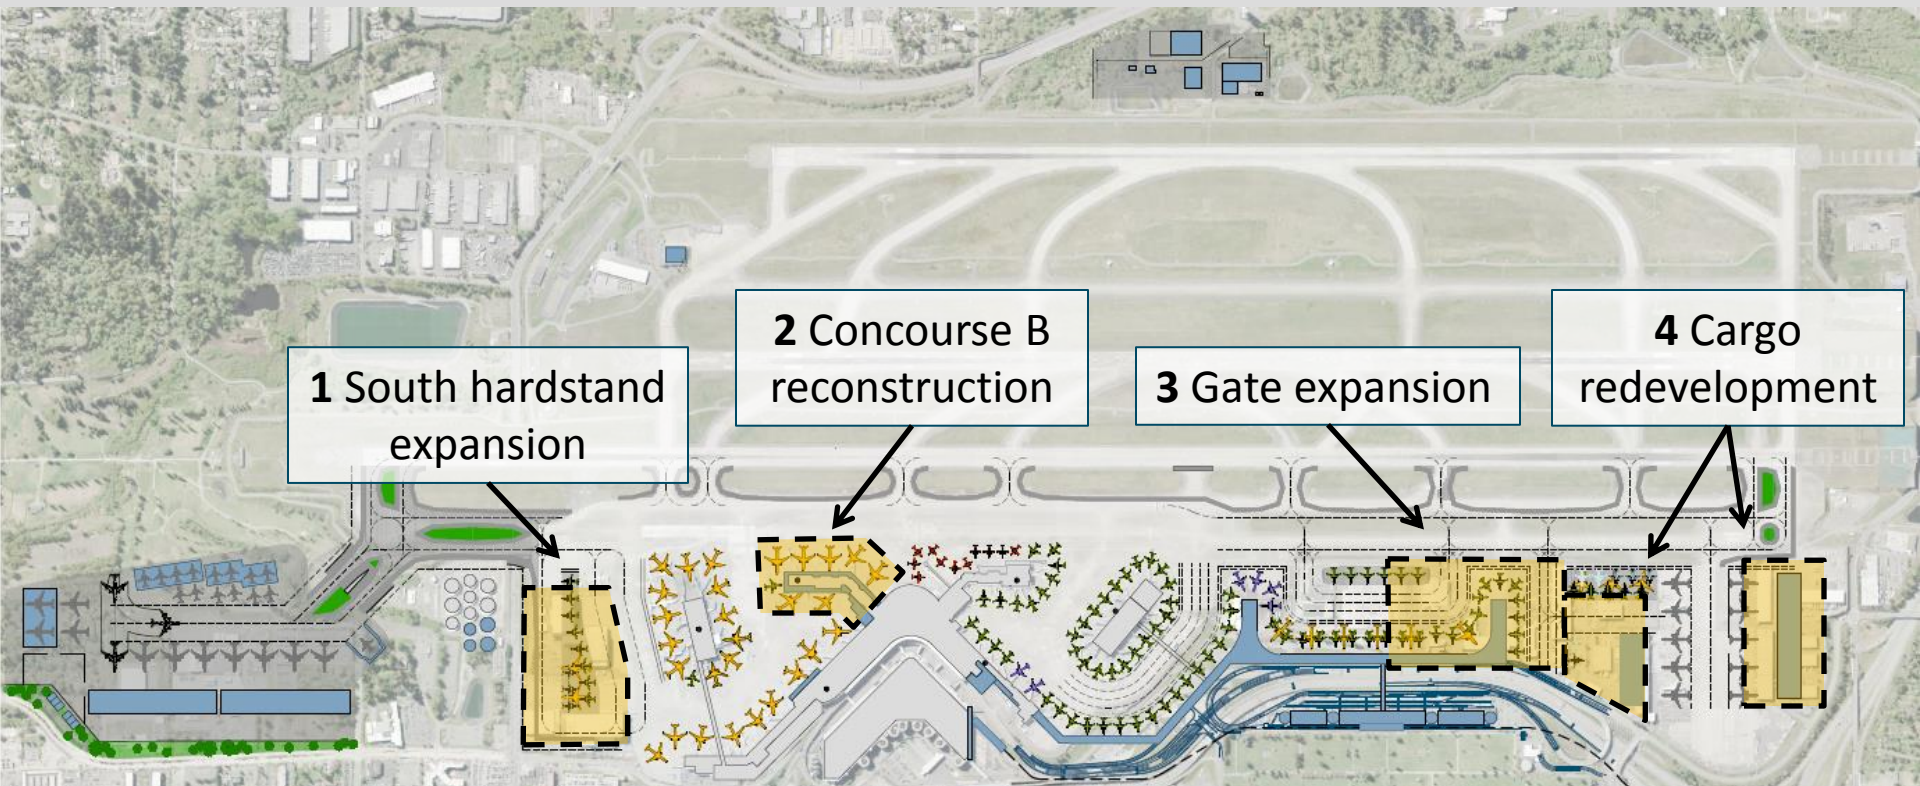 1 South hardstand
expansion
2 Concourse B
reconstruction
3 Gate expansion
4 Cargo
redevelopment